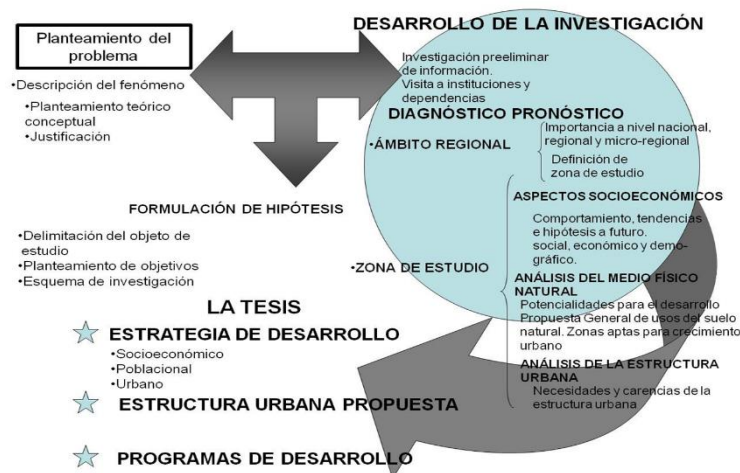 Planteamiento del
problema
•Descripción del fenómeno
•Planteamiento teórico
conceptual
•Justificación
DESARROLLO DE LA INVESTIGACIÓN
Investigación preeliminar
de información.
Visita a instituciones y
dependencias
DIAGNÓSTICO PRONÓSTICO
•ÁMBITO REGIONAL
Importancia a nivel nacional,
regional y micro-regional
Definición de
zona de estudio
FORMULACIÓN DE HIPÓTESIS
•Delimitación del objeto de
estudio
•Planteamiento de objetivos
•Esquema de investigación
•ZONA DE ESTUDIO
ASPECTOS SOCIOECONÓMICOS
Comportamiento, tendencias
e hipótesis a futuro.
social, económico y demo-
gráfico.
ANÁLISIS DEL MEDIO FÍSICO
NATURAL
Potencialidades para el desarrollo
Propuesta General de usos del suelo
natural. Zonas aptas para crecimiento
urbano
ANÁLISIS DE LA ESTRUCTURA
URBANA
Necesidades y carencias de la
estructura urbana
LA TESIS
ESTRATEGIA DE DESARROLLO
•Socioeconómico
•Poblacional
•Urbano
ESTRUCTURA URBANA PROPUESTA
PROGRAMAS DE DESARROLLO